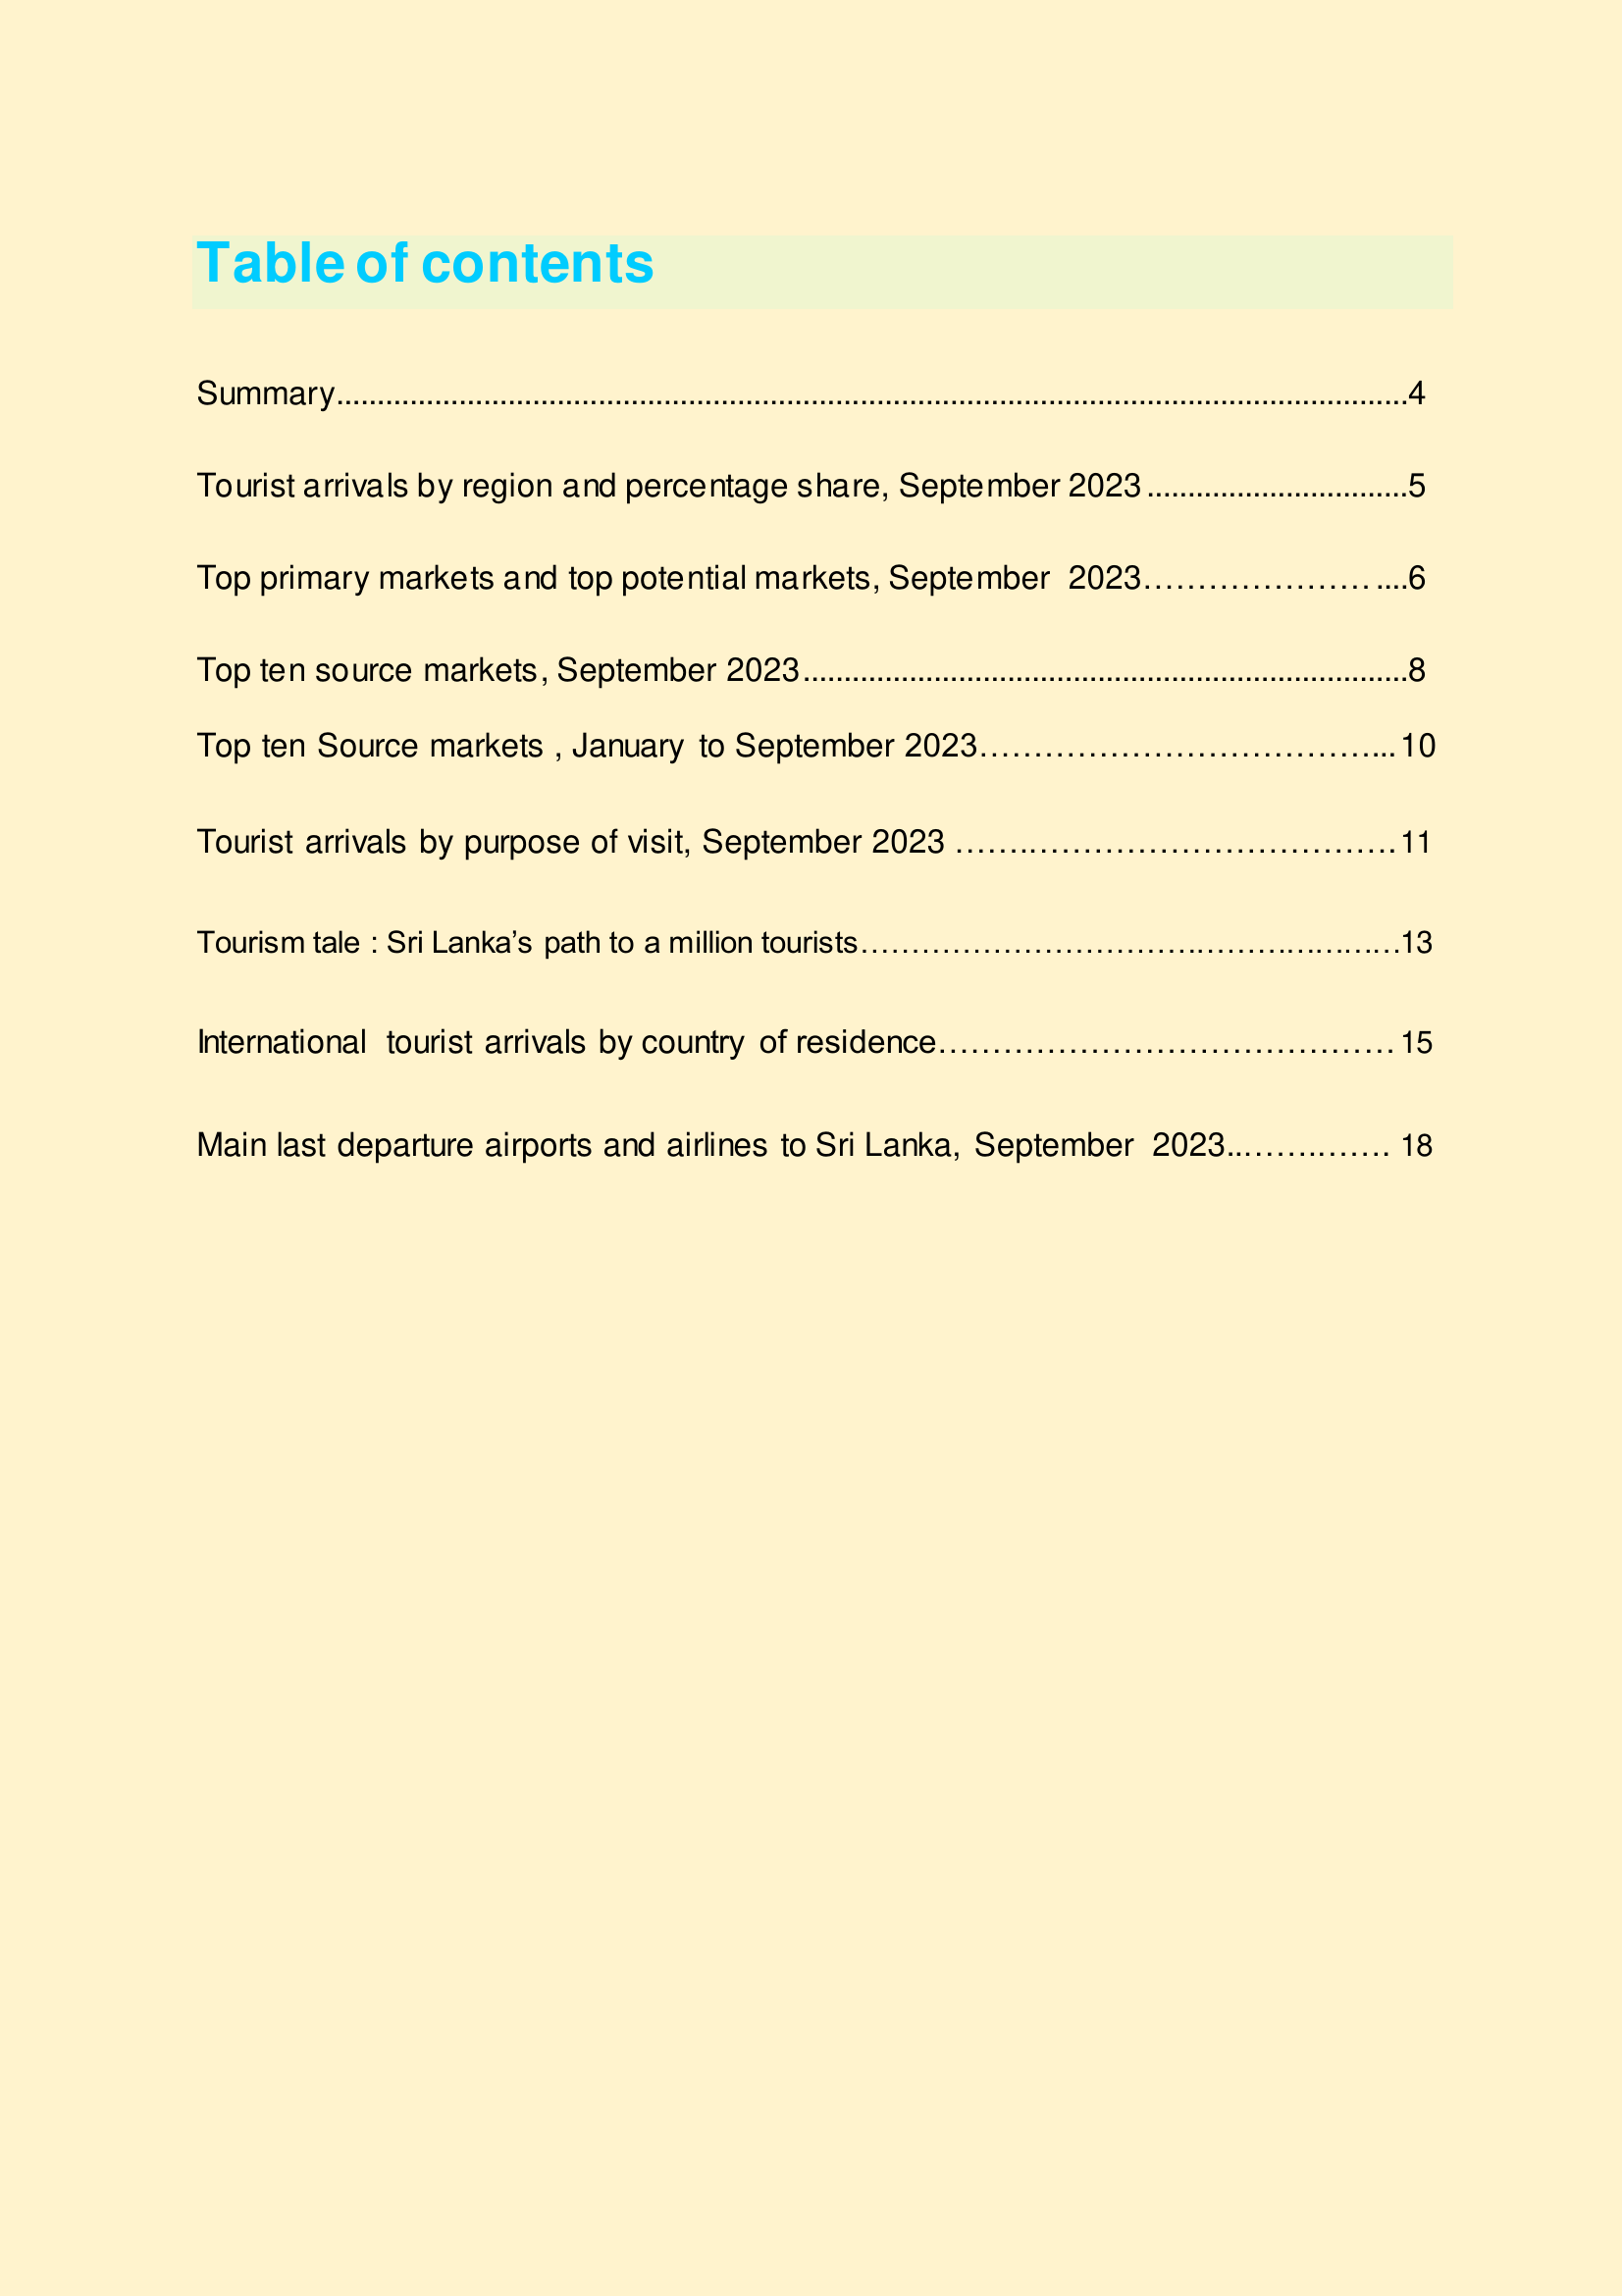 Table of contents
Summary....................................................................................................................................4
Tourist arrivals by region and percentage share, September 2023 ................................5
Top primary markets and top potential markets, September 2023…………………....6
Top ten source markets, September 2023..........................................................................8
Top ten Source markets , January to September 2023………………………………... 10
Tourist arrivals by purpose of visit, September 2023 …….……………………………. 11
Tourism tale : Sri Lanka’s path to a million tourists…………………………….……….…….……13
International tourist arrivals by country of residence…………………………………… 15
Main last departure airports and airlines to Sri Lanka, September 2023..…….…… 18